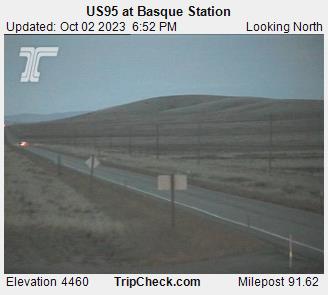 US95 at Basque Station
Updated: Oct 02 2023 6:52 PM Looking North
Elevation 4460 TripCheck.com Milepost 91.62